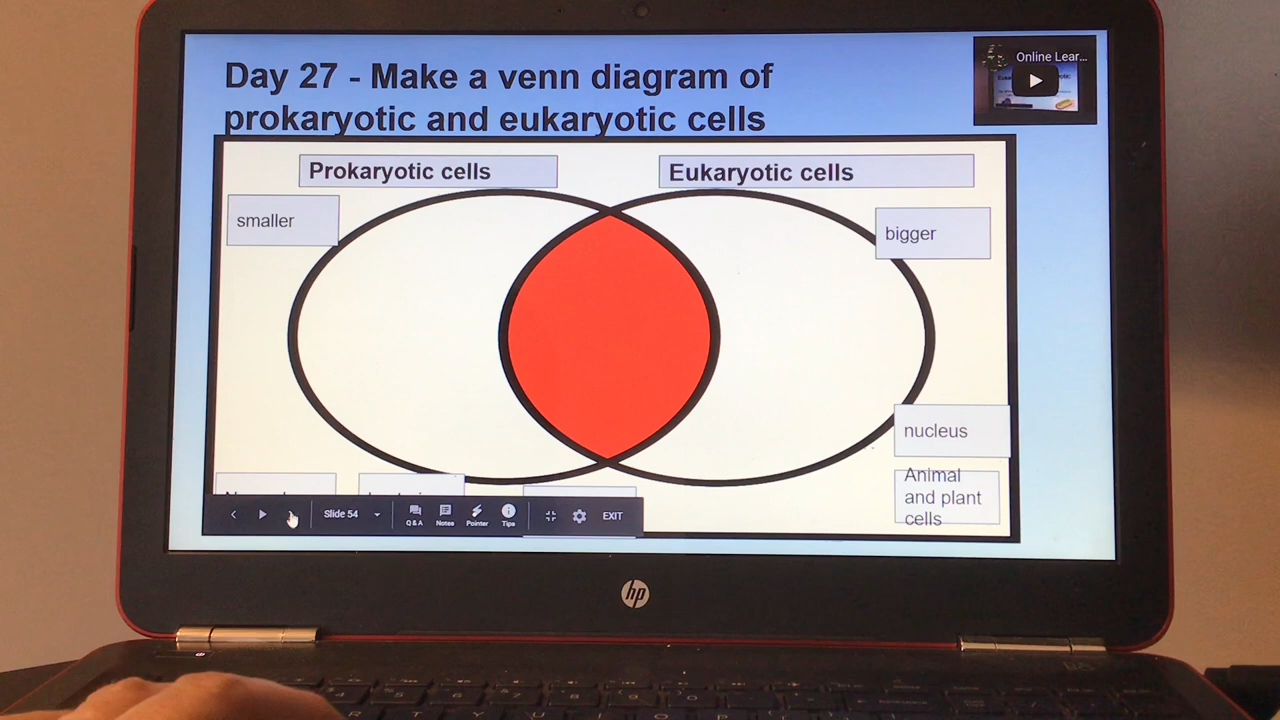 Day 27 - Make a venn diagram of
prokaryotic and eukaryotic cells
Online Lear...
Prokaryotic cells
Eukaryotic cells
smaller
bigger
nucleus
Animal
and plant
cells
Slide 54
Q & A
Notes
Pointer
Tips
EXIT
hp